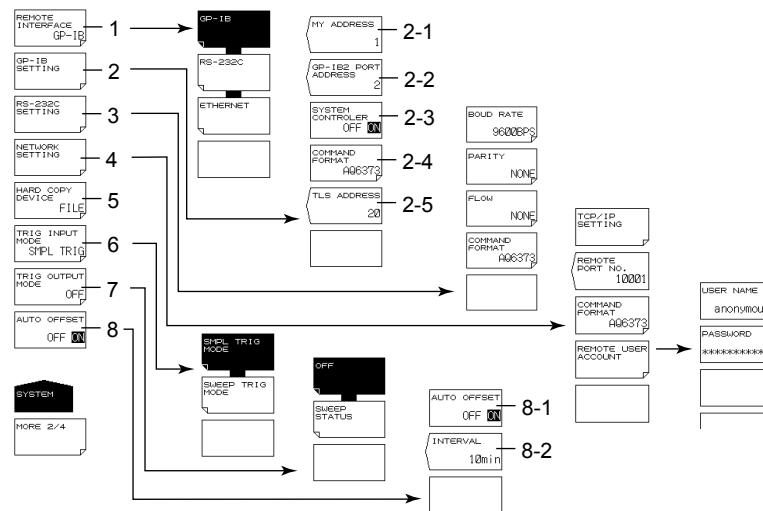 REMOTE
INTERFACE
GP-IB
1
GP-IB
SETTING
2
RS-232C
SETTING
3
NETWORK
SETTING
4
HARD COPY
DEVICE
FILE
5
TRIG INPUT
MODE
SMPL TRIG
6
TRIG OUTPUT
MODE
OFF
7
AUTO OFFSET
OFF ON
8
SYSTEM
MORE 2/4
GP-IB
RS-232C
ETHERNET
MY ADDRESS
1
2-1
GP-IB2 PORT
ADDRESS
2
2-2
SYSTEM
CONTROLER
OFF ON
2-3
COMMAND
FORMAT
AQ6373
2-4
TLS ADDRESS
20
2-5
BOUD RATE
9600BPS
PARITY
NONE
FLOW
NONE
COMMAND
FORMAT
AQ6373
TCP/IP
SETTING
REMOTE
PORT NO.
10001
COMMAND
FORMAT
AQ6373
REMOTE USER
ACCOUNT
USER NAME
anonymou
PASSWORD
**********
SMPL TRIG
MODE
SWEEP TRIG
MODE
OFF
SWEEP
STATUS
AUTO OFFSET
OFF ON
8-1
INTERVAL
10min
8-2